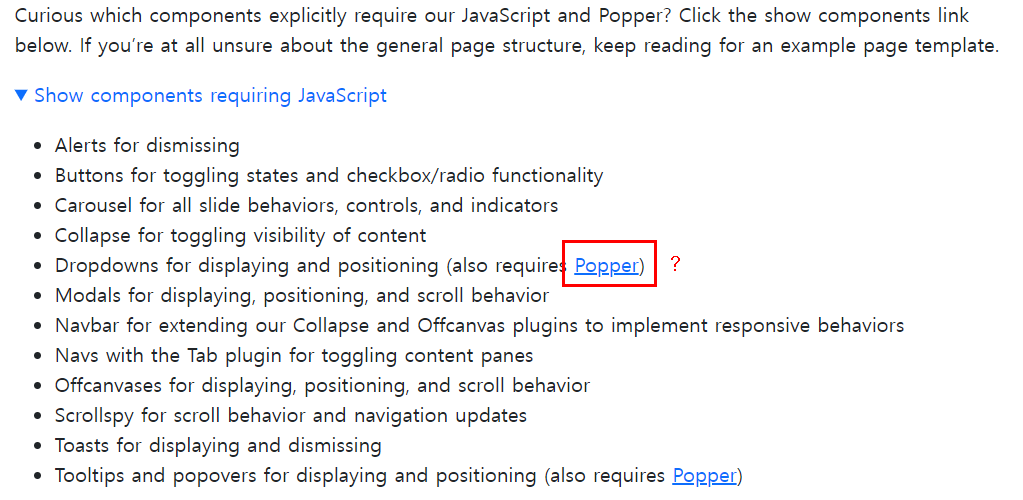 Curious which components explicitly require our JavaScript and Popper? Click the show components link
below. If you’re at all unsure about the general page structure, keep reading for an example page template.
▼ Show components requiring JavaScript
• Alerts for dismissing
• Buttons for toggling states and checkbox/radio functionality
• Carousel for all slide behaviors, controls, and indicators
• Collapse for toggling visibility of content
• Dropdowns for displaying and positioning (also requires Popper) ?
• Modals for displaying, positioning, and scroll behavior
• Navbar for extending our Collapse and Offcanvas plugins to implement responsive behaviors
• Navs with the Tab plugin for toggling content panes
• Offcanvases for displaying, positioning, and scroll behavior
• Scrollspy for scroll behavior and navigation updates
• Toasts for displaying and dismissing
• Tooltips and popovers for displaying and positioning (also requires Popper)